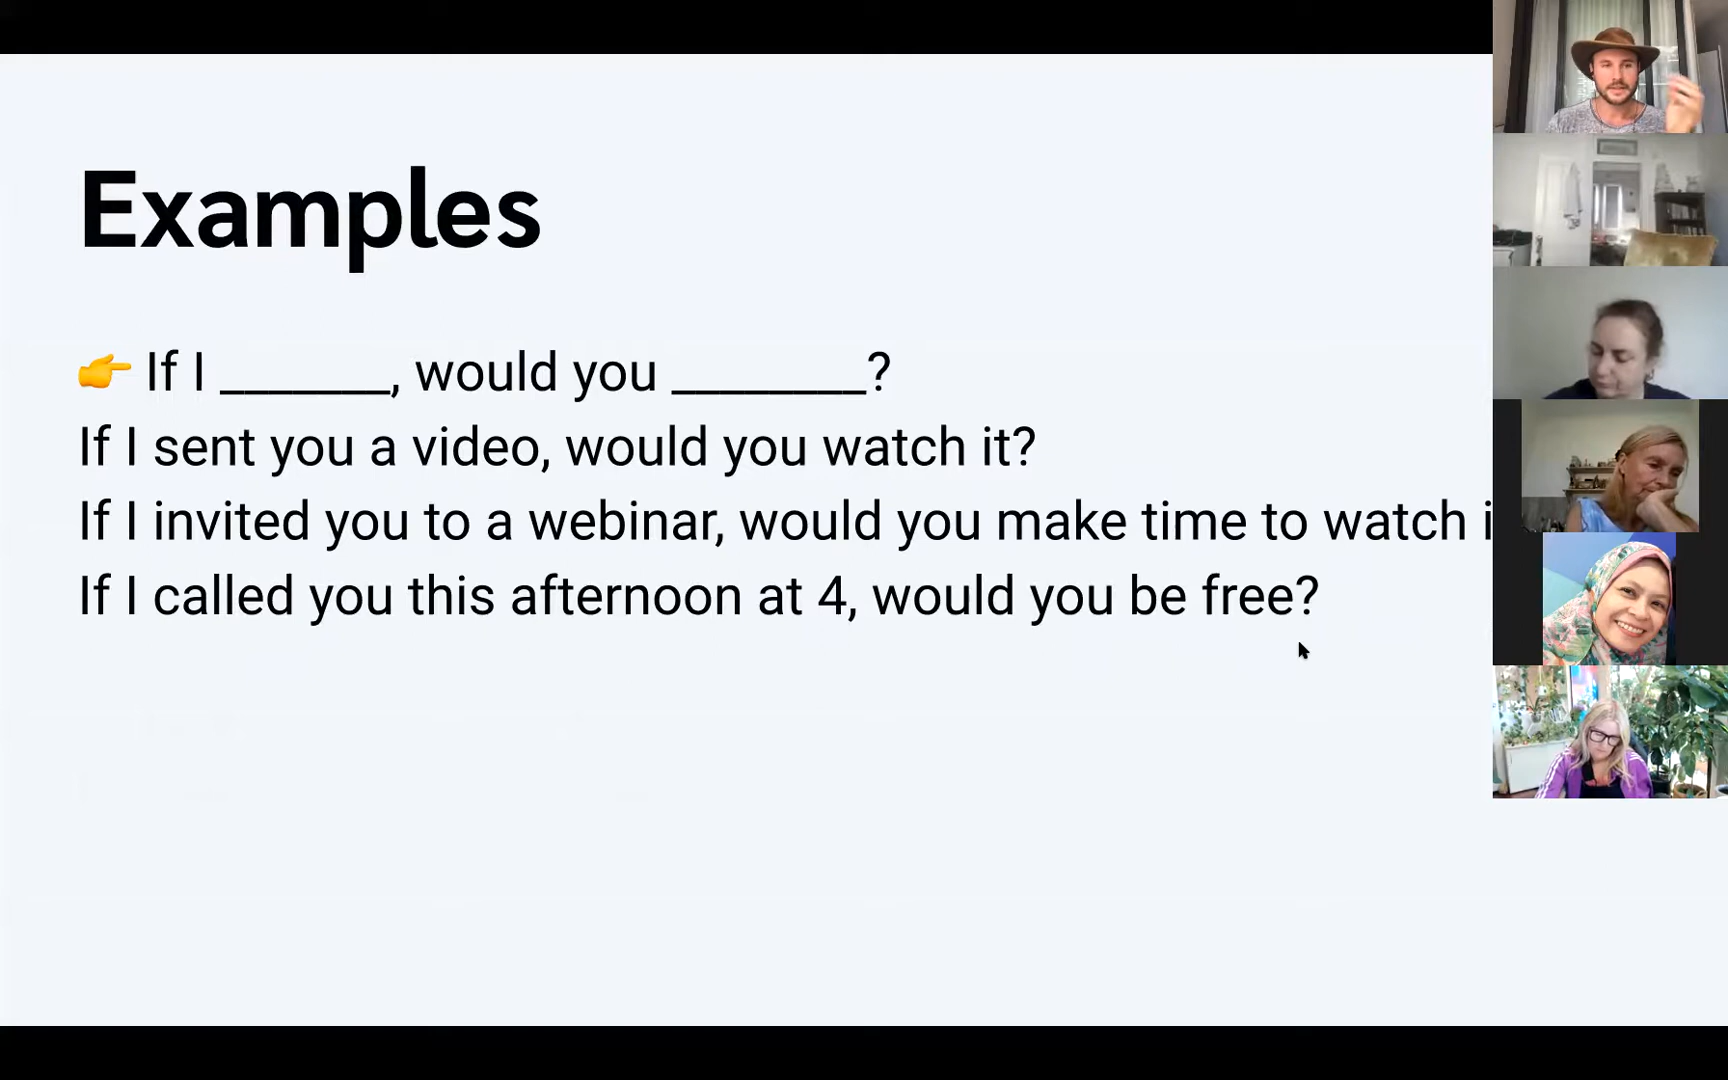 Examples
👉 If I _______, would you ________?
If I sent you a video, would you watch it?
If I invited you to a webinar, would you make time to watch i
If I called you this afternoon at 4, would you be free?